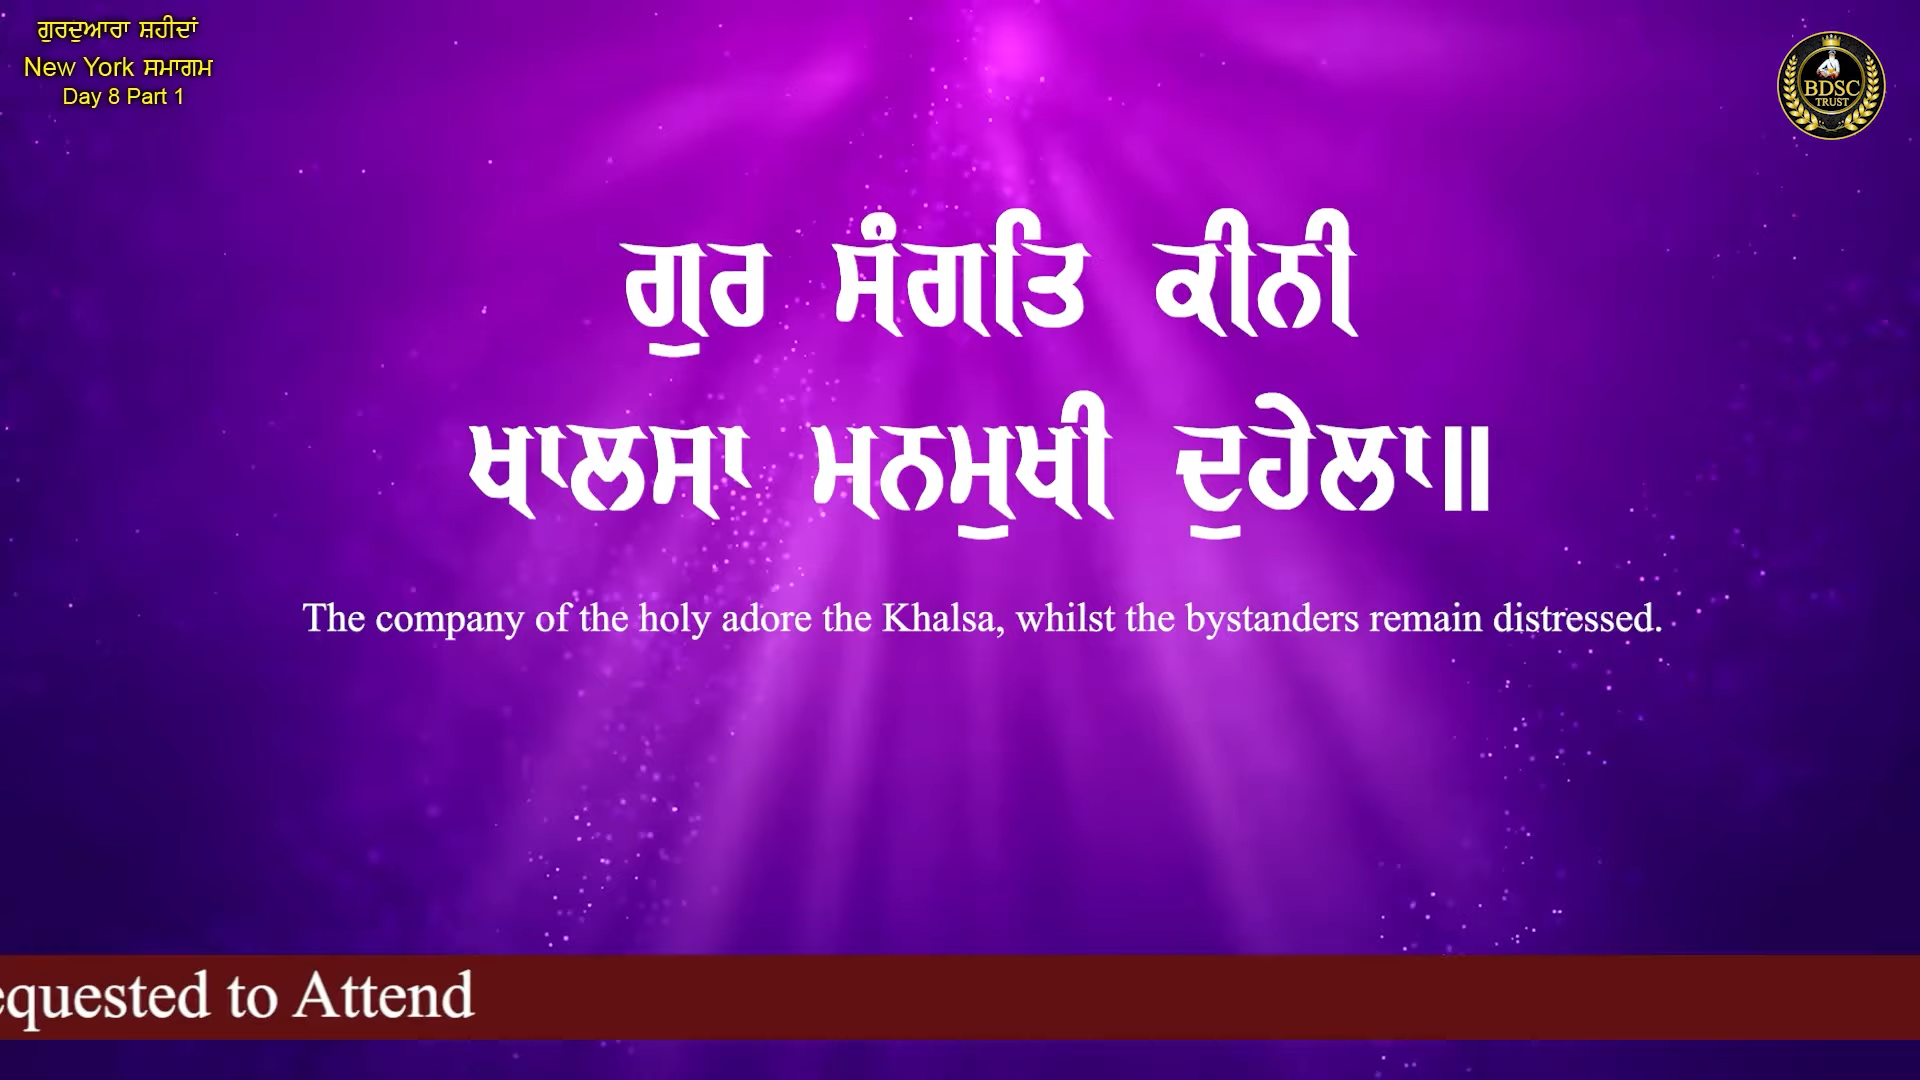 ਗੁਰਦੁਆਰਾ ਸ਼ਹੀਦਾਂ
New York ਸਮਾਗਮ
Day 8 Part 1
BDSC
TRUST
ਗੁਰ ਸੰਗਤਿ ਕੀਨੀ
ਖਾਲਸਾ ਮਨਮੁਖੀ ਦੁਹੇਲਾ॥
The company of the holy adore the Khalsa, whilst the bystanders remain distressed.
equested to Attend